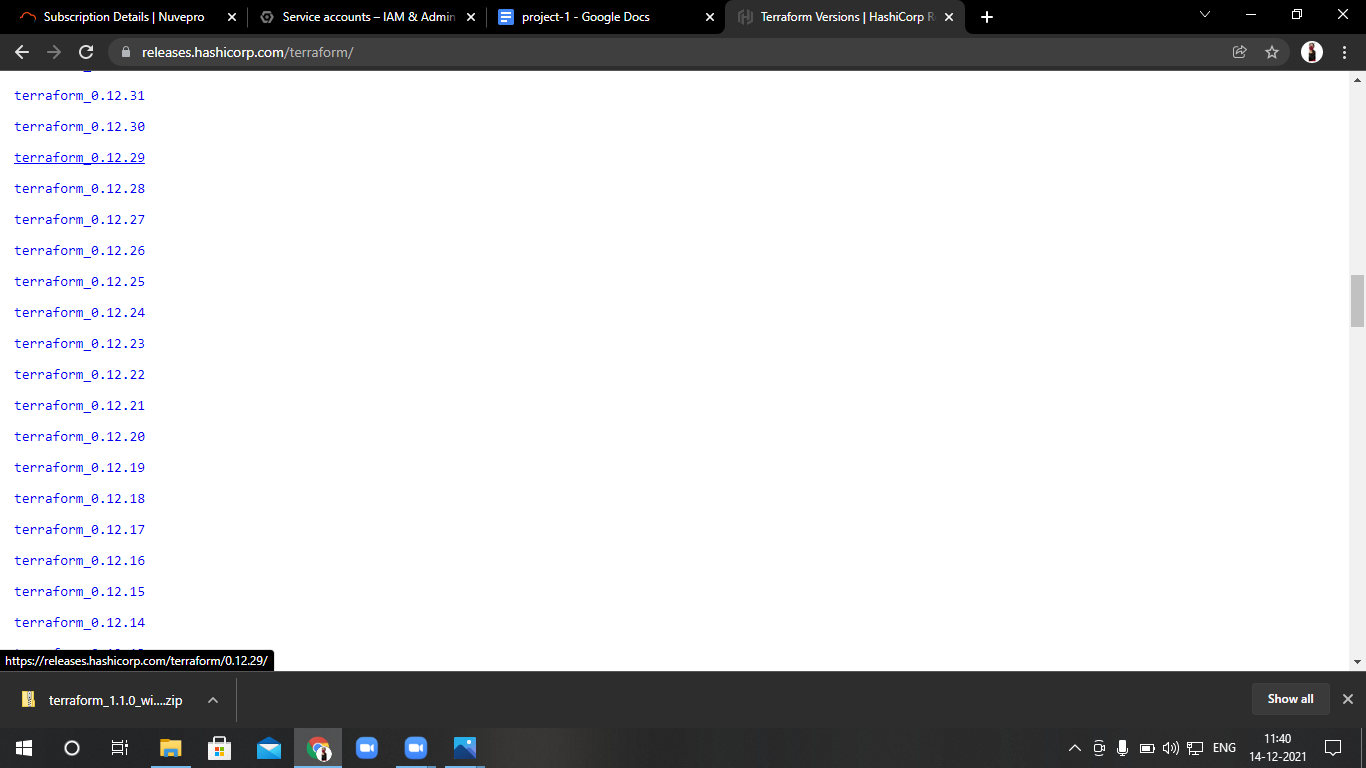 Subscription Details | Nuvepro
Service accounts – IAM & Admin
project-1 - Google Docs
Terraform Versions | HashiCorp Re
releases.hashicorp.com/terraform/
terraform_0.12.31
terraform_0.12.30
terraform_0.12.29
terraform_0.12.28
terraform_0.12.27
terraform_0.12.26
terraform_0.12.25
terraform_0.12.24
terraform_0.12.23
terraform_0.12.22
terraform_0.12.21
terraform_0.12.20
terraform_0.12.19
terraform_0.12.18
terraform_0.12.17
terraform_0.12.16
terraform_0.12.15
terraform_0.12.14
https://releases.hashicorp.com/terraform/0.12.29/
terraform_1.1.0_wi....zip
Show all
ENG
11:40
14-12-2021